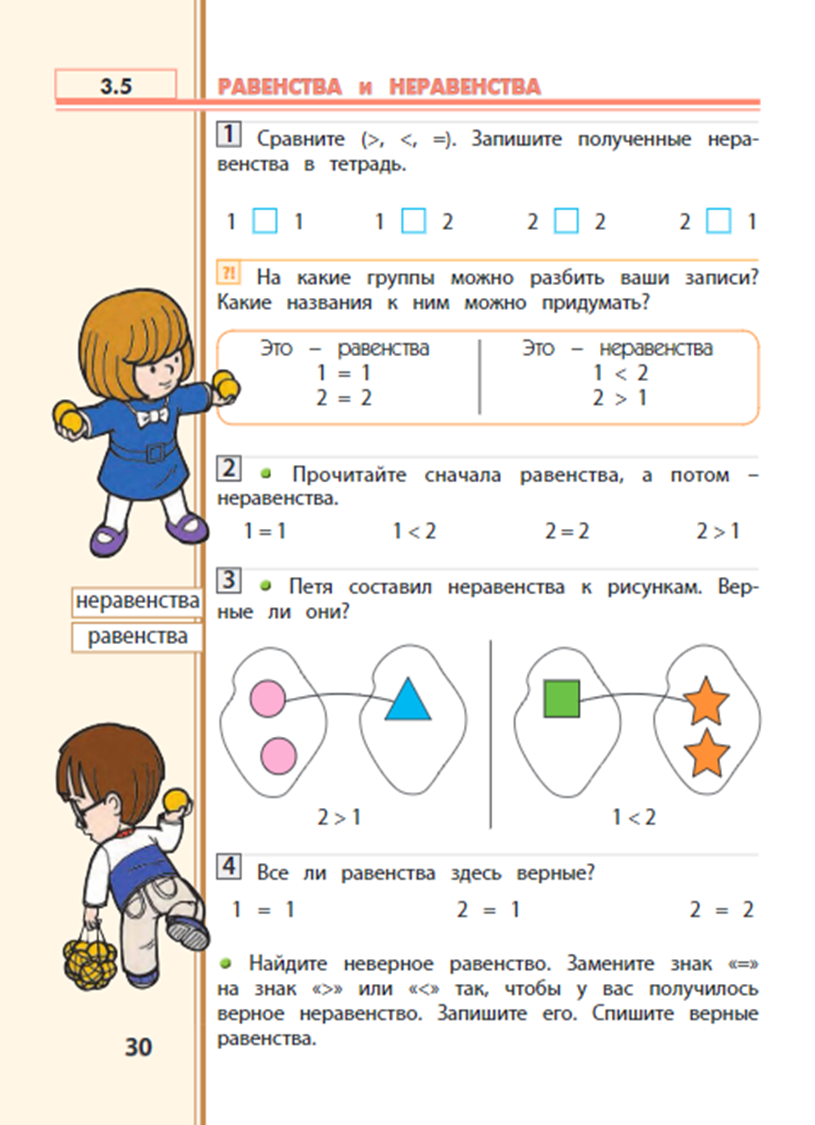 3.5
РАВЕНСТВА и НЕРАВЕНСТВА
1 Сравните (>, <, =). Запишите полученные нера-
венства в тетрадь.
1 □ 1 1 □ 2 2 □ 2 2 □ 1
?! На какие группы можно разбить ваши записи?
Какие названия к ним можно придумать?
Это – равенства Это – неравенства
1 = 1 1 < 2
2 = 2 2 > 1
2 • Прочитайте сначала равенства, а потом –
неравенства.
1 = 1 1 < 2 2 = 2 2 > 1
3 • Петя составил неравенства к рисункам. Вер-
ные ли они?
неравенства
равенства
2 > 1 1 < 2
4 Все ли равенства здесь верные?
1 = 1 2 = 1 2 = 2
• Найдите неверное равенство. Замените знак «=»
на знак «>» или «<» так, чтобы у вас получилось
верное неравенство. Запишите его. Спишите верные
равенства.
30